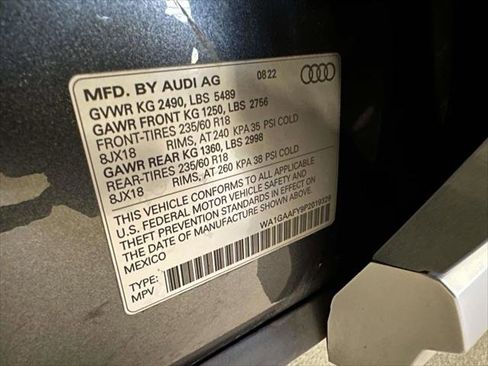 MFD. BY AUDI AG 08.22
GVWR KG 2490, LBS 5489
GAWR FRONT KG 1250, LBS 2756
FRONT-TIRES 235/60 R18
8JX18 RIMS, AT 240 KPA 35 PSI COLD
GAWR REAR KG 1360, LBS 2998
REAR-TIRES 235/60 R18
8JX18 RIMS, AT 260 KPA 38 PSI COLD
THIS VEHICLE CONFORMS TO ALL APPLICABLE
U.S. FEDERAL MOTOR VEHICLE SAFETY AND
THEFT PREVENTION STANDARDS IN EFFECT ON
THE DATE OF MANUFACTURE SHOWN ABOVE.
MEXICO
WA1GAAFY9P2019329
TYPE:
MPV